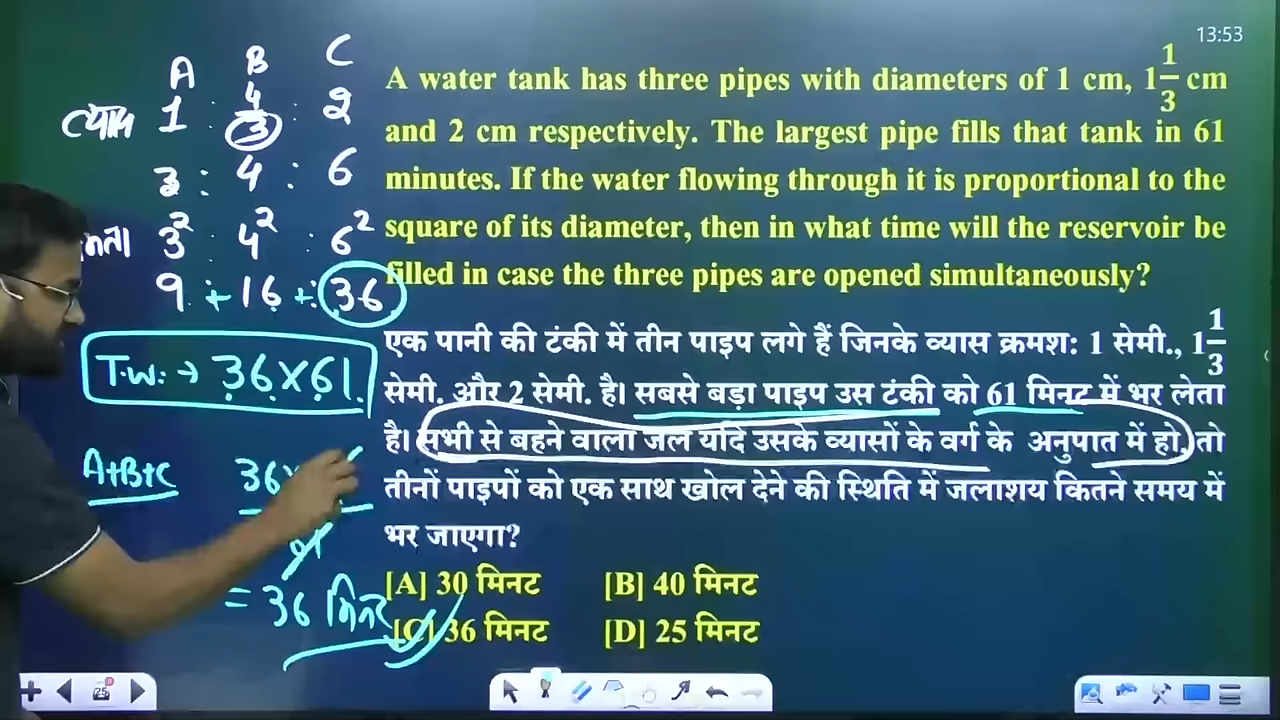 13:53
A B C
व्यास 1 : 4/3 : 2
3 : 4 : 6
3² : 4² : 6²
9 + 16 + 36
T.W. → 36×61
A+B+C 36×
61
= 36 मिनट
A water tank has three pipes with diameters of 1 cm, 1 1/3 cm
and 2 cm respectively. The largest pipe fills that tank in 61
minutes. If the water flowing through it is proportional to the
square of its diameter, then in what time will the reservoir be
filled in case the three pipes are opened simultaneously?
एक पानी की टंकी में तीन पाइप लगे हैं जिनके व्यास क्रमश: 1 सेमी., 1 1/3
सेमी. और 2 सेमी. है। सबसे बड़ा पाइप उस टंकी को 61 मिनट में भर लेता
है। सभी से बहने वाला जल यदि उसके व्यासों के वर्ग के अनुपात में हो, तो
तीनों पाइपों को एक साथ खोल देने की स्थिति में जलाशय कितने समय में
भर जाएगा?
[A] 30 मिनट [B] 40 मिनट
[C] 36 मिनट [D] 25 मिनट
25